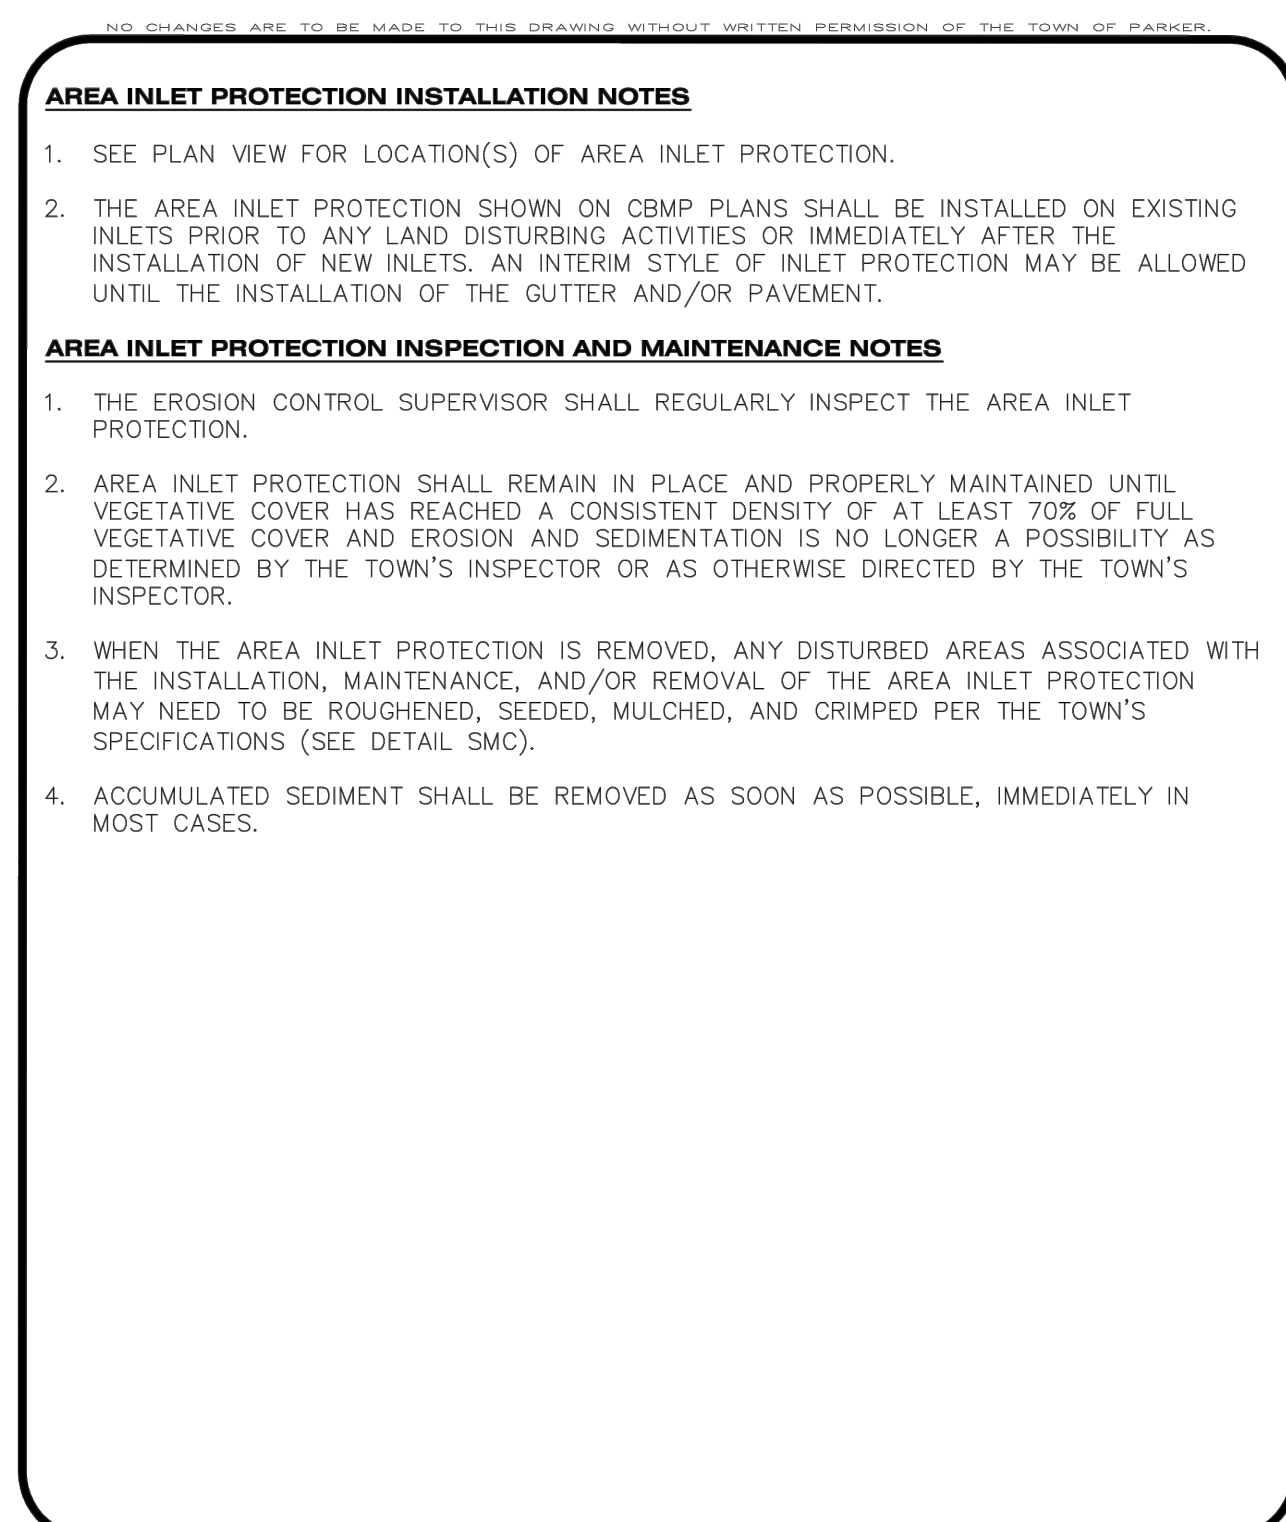 NO CHANGES ARE TO BE MADE TO THIS DRAWING WITHOUT WRITTEN PERMISSION OF THE TOWN OF PARKER.
AREA INLET PROTECTION INSTALLATION NOTES
1. SEE PLAN VIEW FOR LOCATION(S) OF AREA INLET PROTECTION.
2. THE AREA INLET PROTECTION SHOWN ON CBMP PLANS SHALL BE INSTALLED ON EXISTING
INLETS PRIOR TO ANY LAND DISTURBING ACTIVITIES OR IMMEDIATELY AFTER THE
INSTALLATION OF NEW INLETS. AN INTERIM STYLE OF INLET PROTECTION MAY BE ALLOWED
UNTIL THE INSTALLATION OF THE GUTTER AND/OR PAVEMENT.
AREA INLET PROTECTION INSPECTION AND MAINTENANCE NOTES
1. THE EROSION CONTROL SUPERVISOR SHALL REGULARLY INSPECT THE AREA INLET
PROTECTION.
2. AREA INLET PROTECTION SHALL REMAIN IN PLACE AND PROPERLY MAINTAINED UNTIL
VEGETATIVE COVER HAS REACHED A CONSISTENT DENSITY OF AT LEAST 70% OF FULL
VEGETATIVE COVER AND EROSION AND SEDIMENTATION IS NO LONGER A POSSIBILITY AS
DETERMINED BY THE TOWN'S INSPECTOR OR AS OTHERWISE DIRECTED BY THE TOWN'S
INSPECTOR.
3. WHEN THE AREA INLET PROTECTION IS REMOVED, ANY DISTURBED AREAS ASSOCIATED WITH
THE INSTALLATION, MAINTENANCE, AND/OR REMOVAL OF THE AREA INLET PROTECTION
MAY NEED TO BE ROUGHENED, SEEDED, MULCHED, AND CRIMPED PER THE TOWN'S
SPECIFICATIONS (SEE DETAIL SMC).
4. ACCUMULATED SEDIMENT SHALL BE REMOVED AS SOON AS POSSIBLE, IMMEDIATELY IN
MOST CASES.